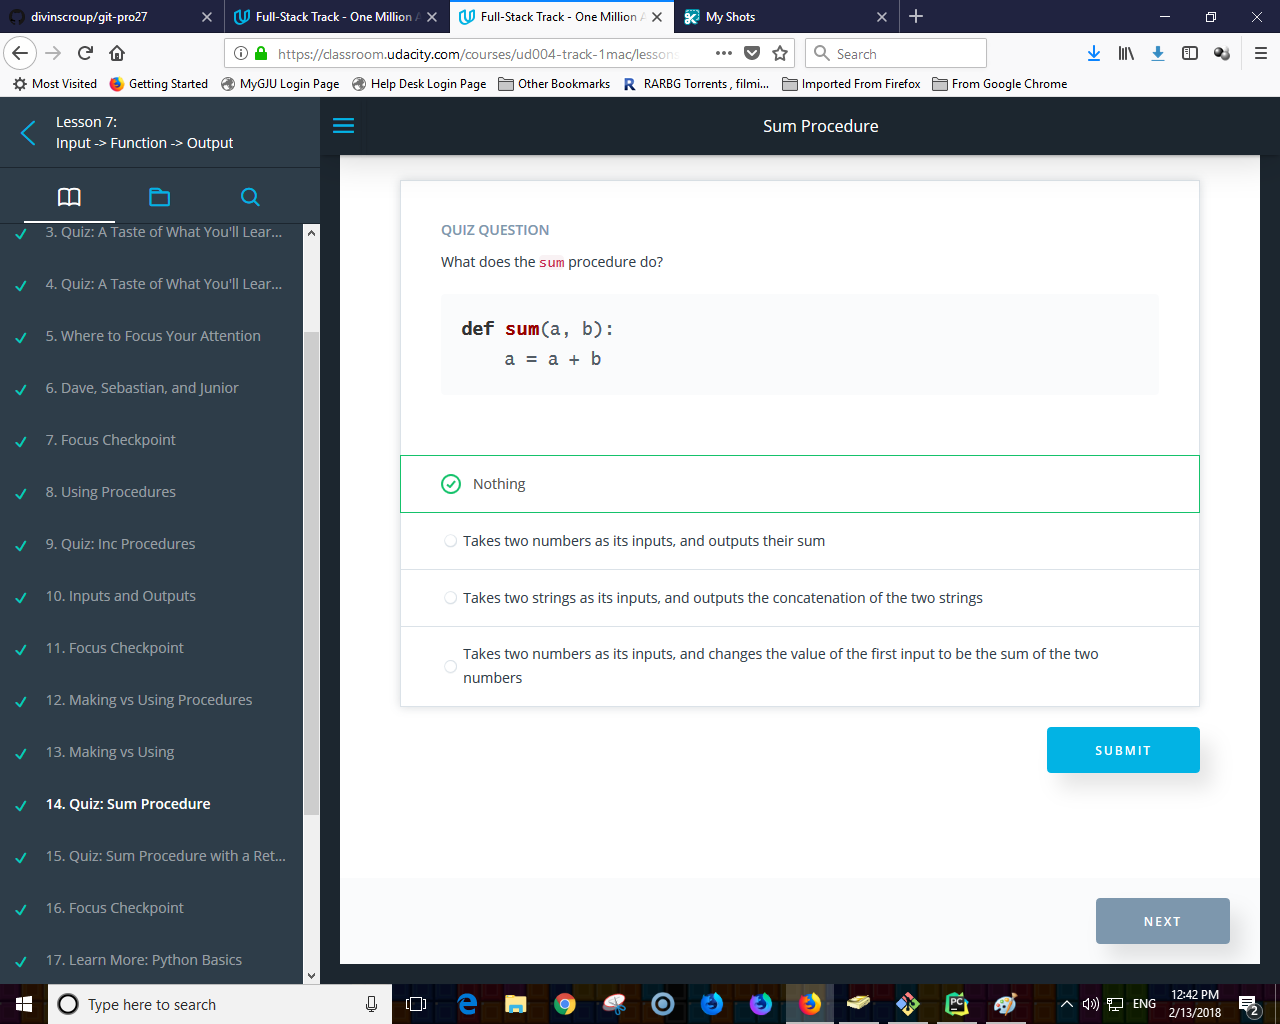 divinscroup/git-pro27
Full-Stack Track - One Million A
Full-Stack Track - One Million A
My Shots
https://classroom.udacity.com/courses/ud004-track-1mac/lesson
Search
Most Visited
Getting Started
MyGJU Login Page
Help Desk Login Page
Other Bookmarks
R RARBG Torrents , filmi...
Imported From Firefox
From Google Chrome
Lesson 7:
Input -> Function -> Output
Sum Procedure
3. Quiz: A Taste of What You'll Lear...
4. Quiz: A Taste of What You'll Lear...
5. Where to Focus Your Attention
6. Dave, Sebastian, and Junior
7. Focus Checkpoint
8. Using Procedures
9. Quiz: Inc Procedures
10. Inputs and Outputs
11. Focus Checkpoint
12. Making vs Using Procedures
13. Making vs Using
14. Quiz: Sum Procedure
15. Quiz: Sum Procedure with a Ret...
16. Focus Checkpoint
17. Learn More: Python Basics
QUIZ QUESTION
What does the sum procedure do?
def sum(a, b):
a = a + b
Nothing
Takes two numbers as its inputs, and outputs their sum
Takes two strings as its inputs, and outputs the concatenation of the two strings
Takes two numbers as its inputs, and changes the value of the first input to be the sum of the two
numbers
SUBMIT
NEXT
Type here to search
PC
ENG
12:42 PM
2/13/2018
2